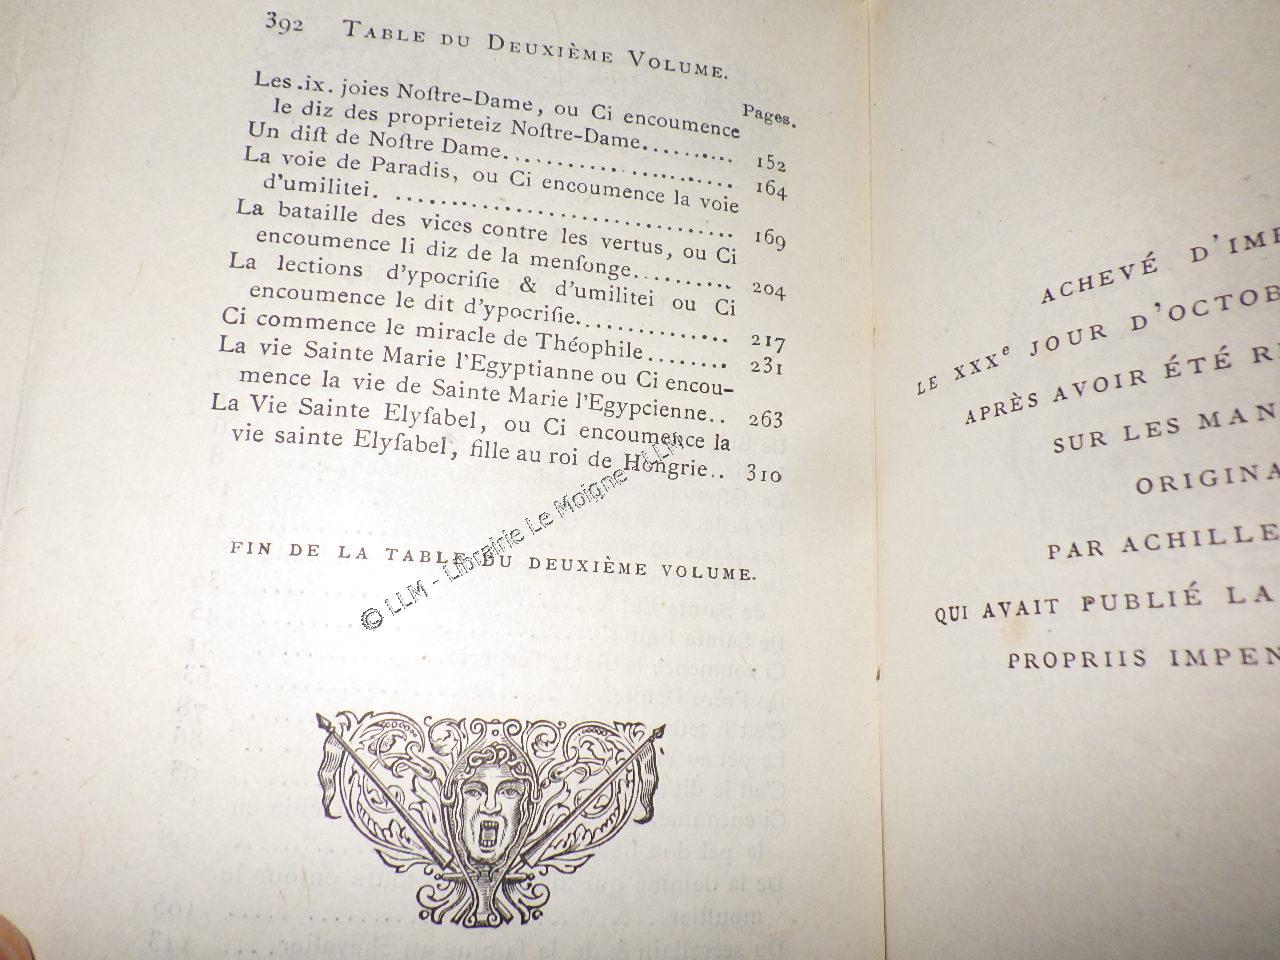 392 TABLE DU DEUXIÈME VOLUME.
Pages.
Les .ix. joies Noſtre-Dame, ou Ci encoumence
le diz des proprieteiz Noſtre-Dame.......... 152
Un diſt de Noſtre Dame...................... 164
La voie de Paradis, ou Ci encoumence la voie
d'umilitei. ................................ 169
La bataille des vices contre les vertus, ou Ci
encoumence li diz de la menſonge.......... 204
La lections d'ypocriſie & d'umilitei ou Ci
encoumence le dit d'ypocriſie.............. 217
Ci commence le miracle de Théophile........ 231
La vie Sainte Marie l'Egyptianne ou Ci encou-
mence la vie de Sainte Marie l'Egypcienne.. 263
La Vie Sainte Elyſabel, ou Ci encoumence la
vie sainte Elyſabel, fille au roi de Hongrie.. 310
FIN DE LA TABLE DU DEUXIÈME VOLUME.
© LLM - Librairie Le Moigne - LLM
ACHEVÉ D'IMP
LE XXXe JOUR D'OCTOB
APRÈS AVOIR ÉTÉ R
SUR LES MAN
ORIGINA
PAR ACHILLE
QUI AVAIT PUBLIÉ LA
PROPRIIS IMPEN